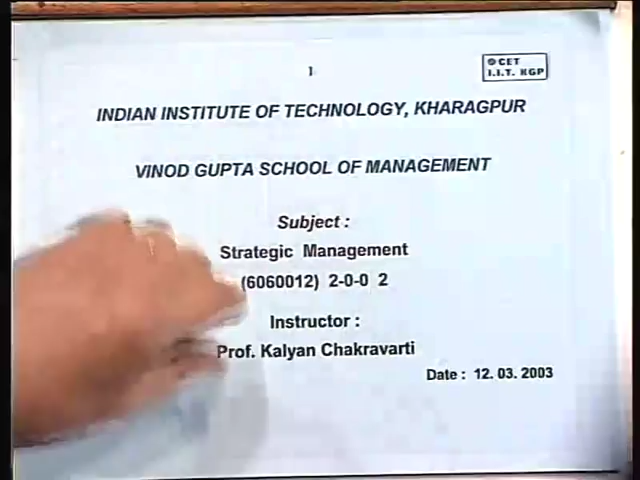 1
©CET
I.I.T. KGP
INDIAN INSTITUTE OF TECHNOLOGY, KHARAGPUR
VINOD GUPTA SCHOOL OF MANAGEMENT
Subject :
Strategic Management
(6060012) 2-0-0 2
Instructor :
Prof. Kalyan Chakravarti
Date : 12. 03. 2003